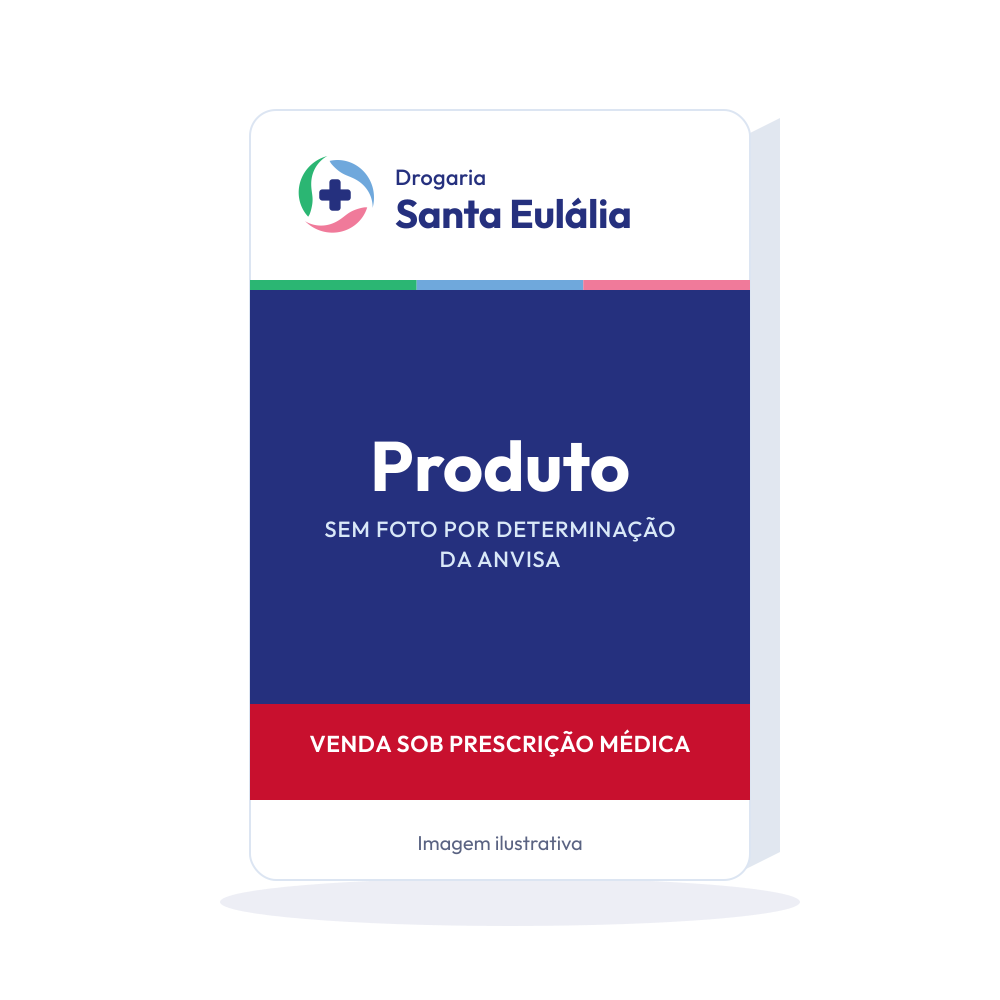 Drogaria
Santa Eulália
Produto
SEM FOTO POR DETERMINAÇÃO
DA ANVISA
VENDA SOB PRESCRIÇÃO MÉDICA
Imagem ilustrativa